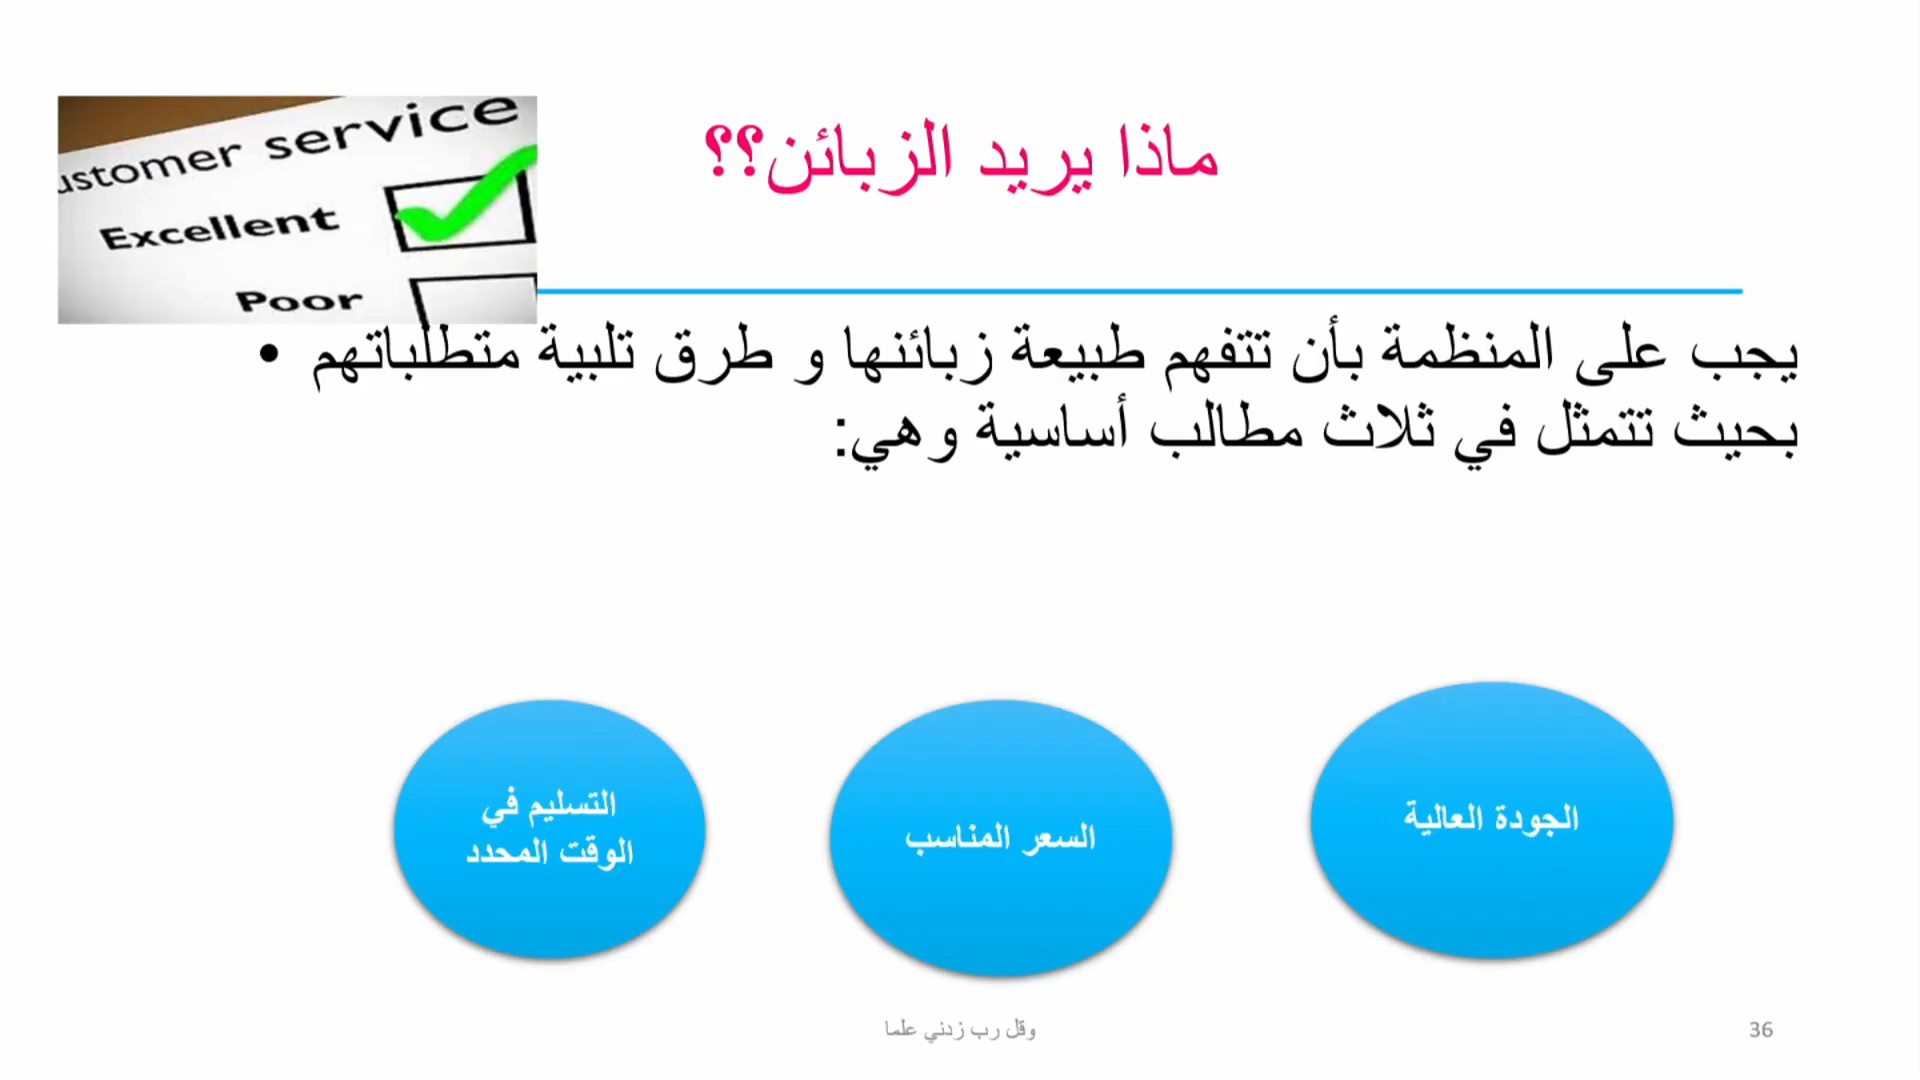 ustomer service
Excellent
Poor
ماذا يريد الزبائن؟؟
يجب على المنظمة بأن تتفهم طبيعة زبائنها و طرق تلبية متطلباتهم •
بحيث تتمثل في ثلاث مطالب أساسية وهي:
الجودة العالية
السعر المناسب
التسليم في
الوقت المحدد
وقل رب زدني علما
36